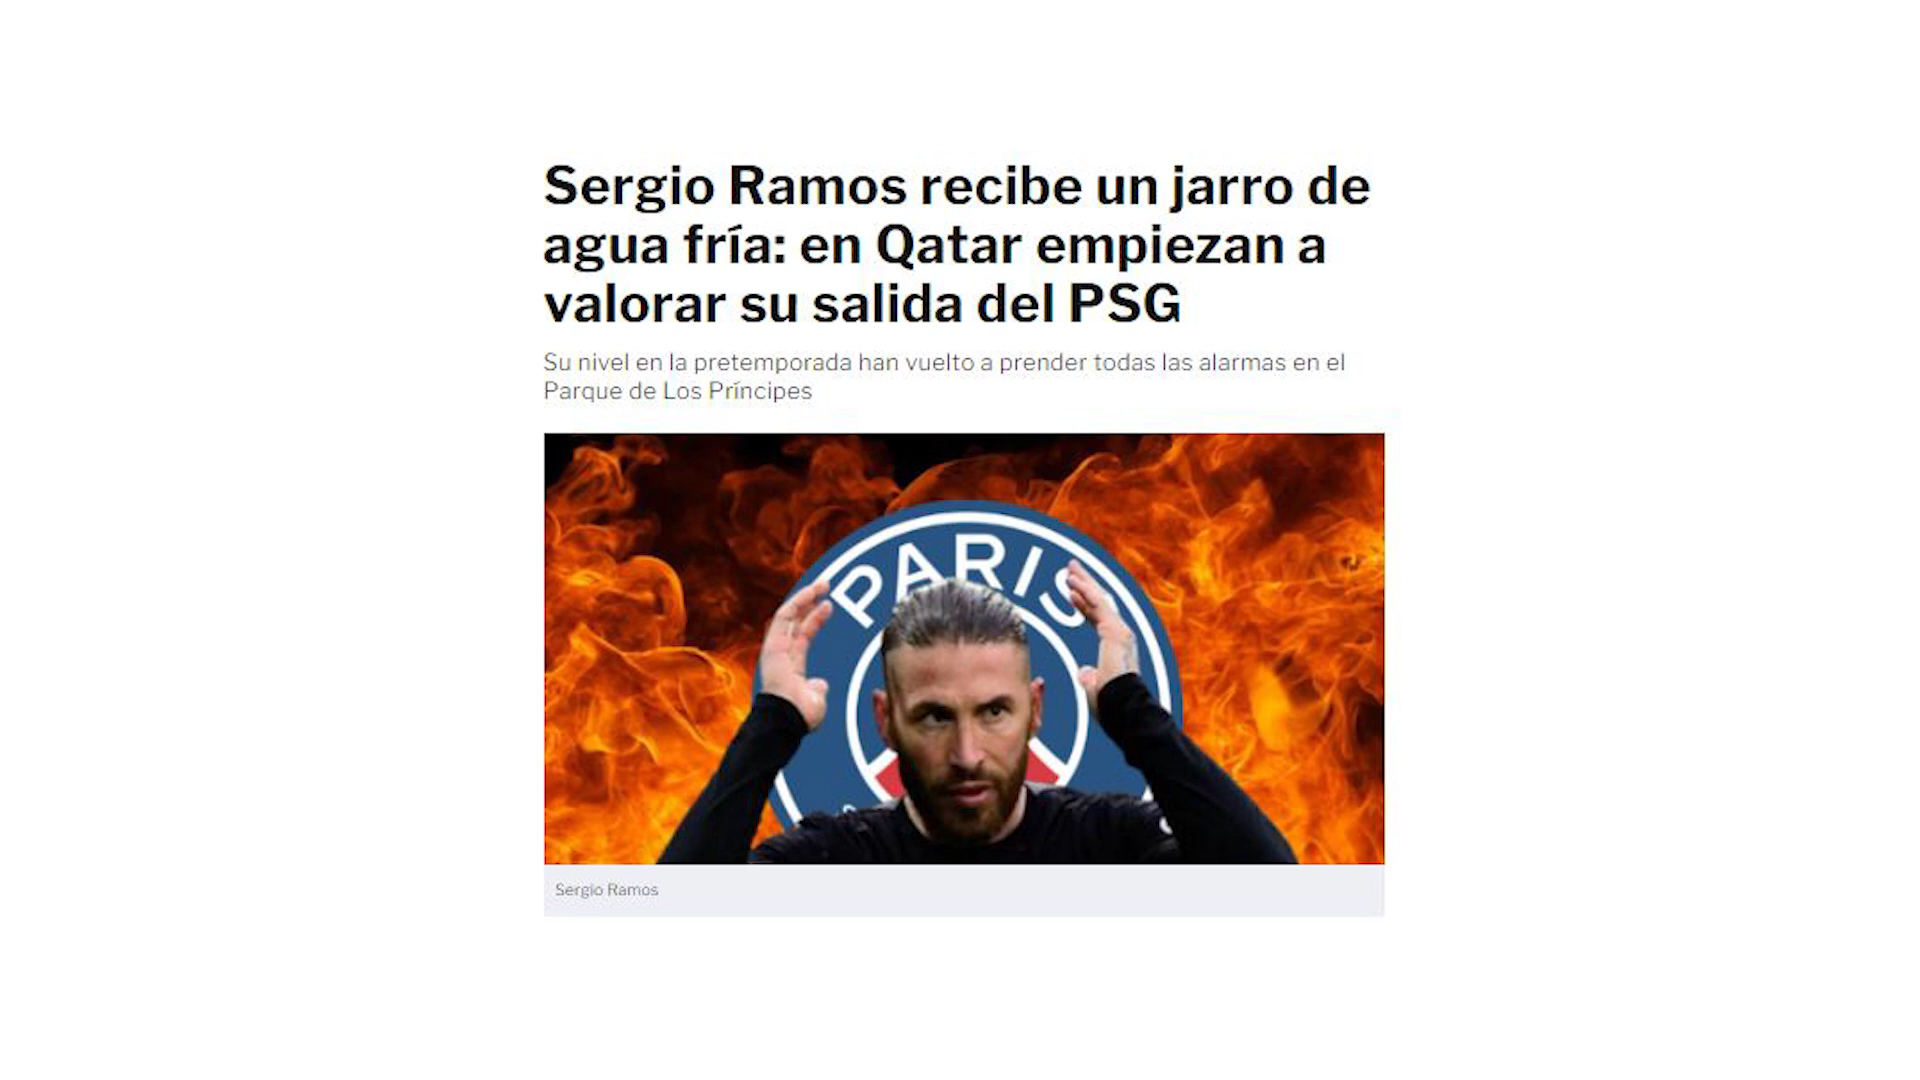 Sergio Ramos recibe un jarro de
agua fría: en Qatar empiezan a
valorar su salida del PSG
Su nivel en la pretemporada han vuelto a prender todas las alarmas en el
Parque de Los Príncipes
PARIS
Sergio Ramos